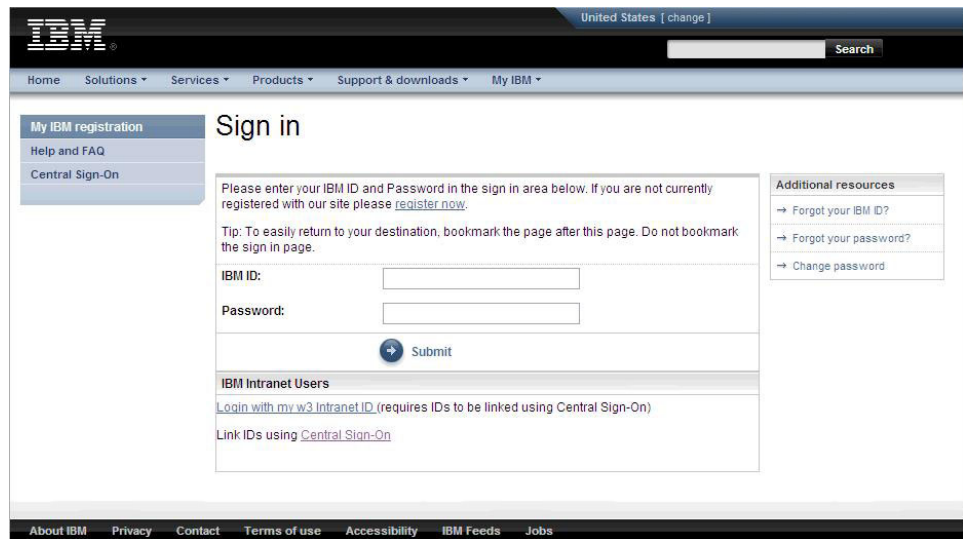 United States [ change ]
IBM®
Search
Home Solutions Services Products Support & downloads My IBM
My IBM registration
Help and FAQ
Central Sign-On
Sign in
Please enter your IBM ID and Password in the sign in area below. If you are not currently
registered with our site please register now.
Tip: To easily return to your destination, bookmark the page after this page. Do not bookmark
the sign in page.
IBM ID:
Password:
Submit
IBM Intranet Users
Login with my w3 Intranet ID (requires IDs to be linked using Central Sign-On)
Link IDs using Central Sign-On
Additional resources
→ Forgot your IBM ID?
→ Forgot your password?
→ Change password
About IBM Privacy Contact Terms of use Accessibility IBM Feeds Jobs